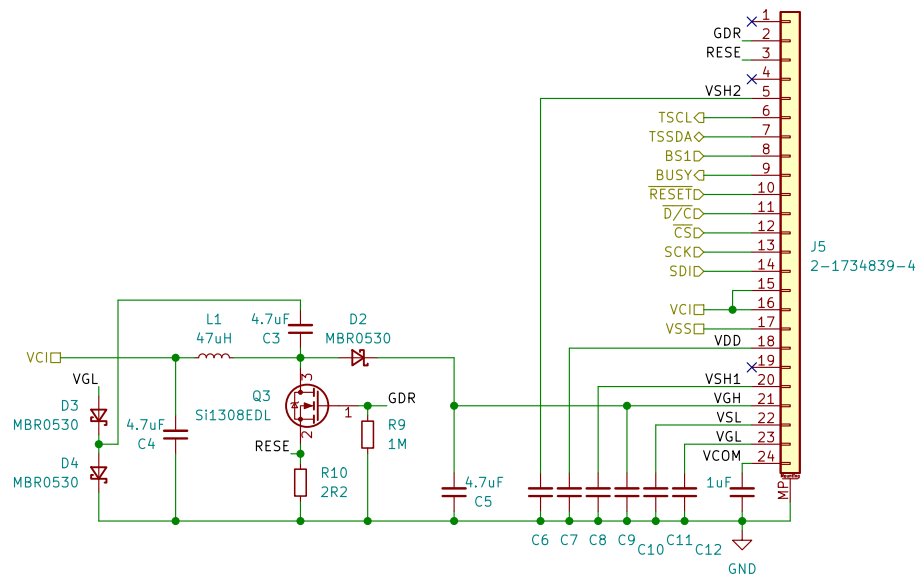 1
GDR 2
RESE 3
4
VSH2 5
TSCL 6
TSSDA 7
BS1 8
BUSY 9
RESET 10
D/C 11
CS 12
SCK 13
SDI 14
J5
2-1734839-4
15
VCI 16
VSS 17
VDD 18
19
VSH1 20
VGH 21
VSL 22
VGL 23
VCOM 24
MP
L1
47uH
4.7uF
C3
D2
MBR0530
VCI
VGL
D3
MBR0530
4.7uF
C4
D4
MBR0530
Q3
Si1308EDL
3
1
2
GDR
R9
1M
RESE
R10
2R2
4.7uF
C5
1uF
C6 C7 C8 C9 C10 C11 C12
GND